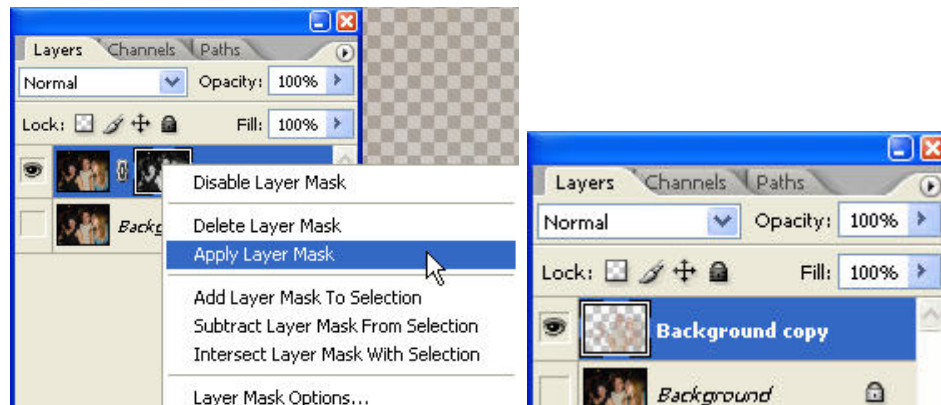 Layers Channels Paths
Normal Opacity: 100%
Lock: Fill: 100%
Disable Layer Mask
Delete Layer Mask
Apply Layer Mask
Add Layer Mask To Selection
Subtract Layer Mask From Selection
Intersect Layer Mask With Selection
Layer Mask Options...
Layers Channels Paths
Normal Opacity: 100%
Lock: Fill: 100%
Background copy
Background